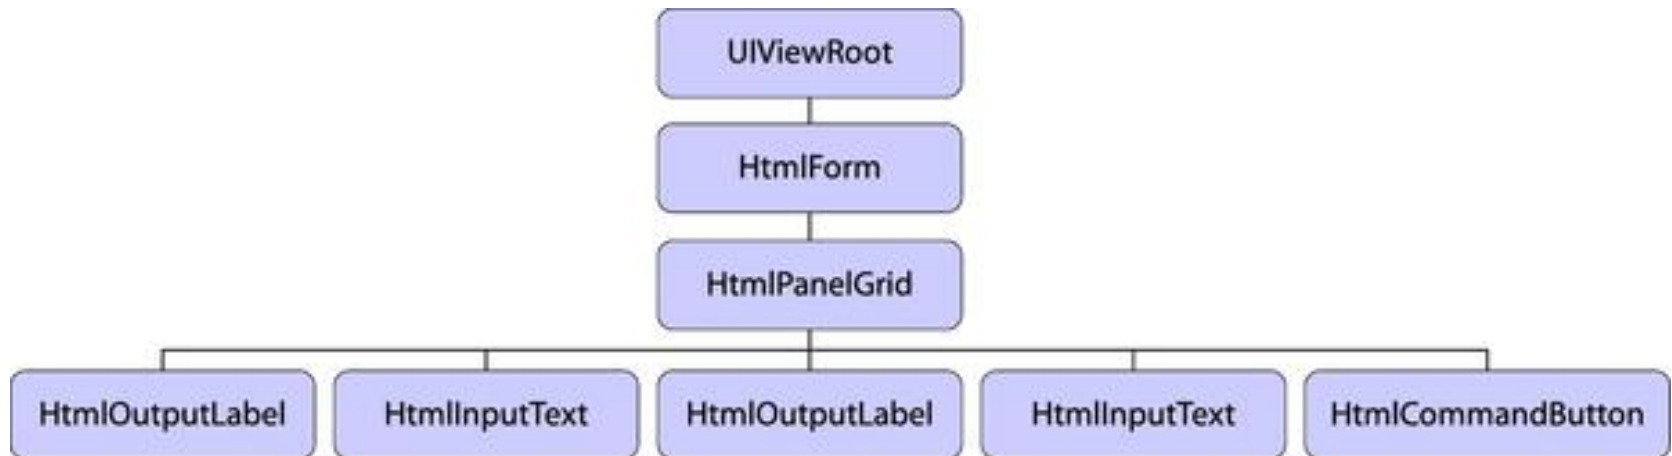 UIViewRoot
HtmlForm
HtmlPanelGrid
HtmlOutputLabel
HtmlInputText
HtmlOutputLabel
HtmlInputText
HtmlCommandButton